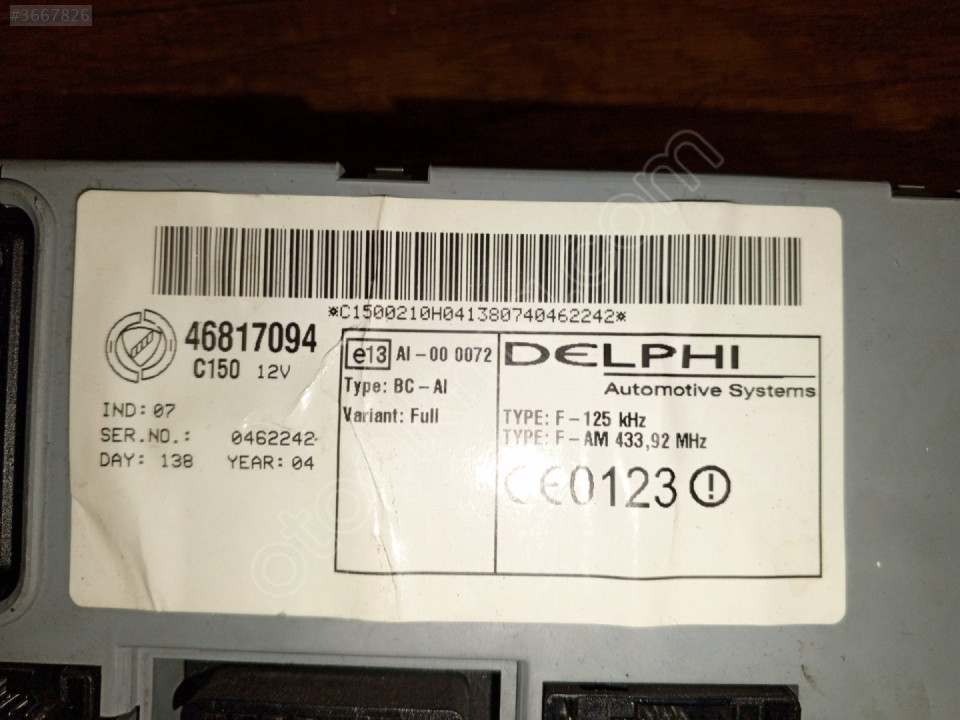 #3667826
*C1500210H041380740462242*
46817094
C150 12V
IND: 07
SER.NO.: 0462242
DAY: 138 YEAR: 04
e13 AI-00 0072
Type: BC-AI
Variant: Full
DELPHI
Automotive Systems
TYPE: F-125 kHz
TYPE: F-AM 433,92 MHz
CE0123